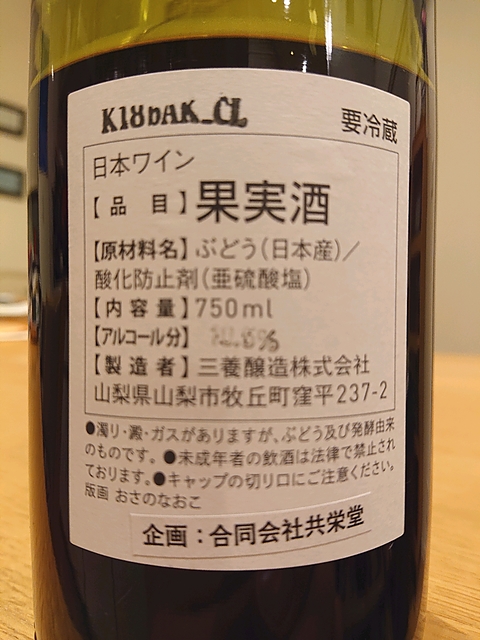 K18bAK_CL
要冷蔵
日本ワイン
【品 目】果実酒
【原材料名】ぶどう(日本産)/
酸化防止剤(亜硫酸塩)
【内容量】750ml
【アルコール分】
【製造者】三養醸造株式会社
山梨県山梨市牧丘町窪平237-2
●濁り・澱・ガスがありますが、ぶどう及び発酵由来
のものです。●未成年者の飲酒は法律で禁止され
ております。●キャップの切り口にご注意ください。
版画 おさのなおこ
企画:合同会社共栄堂